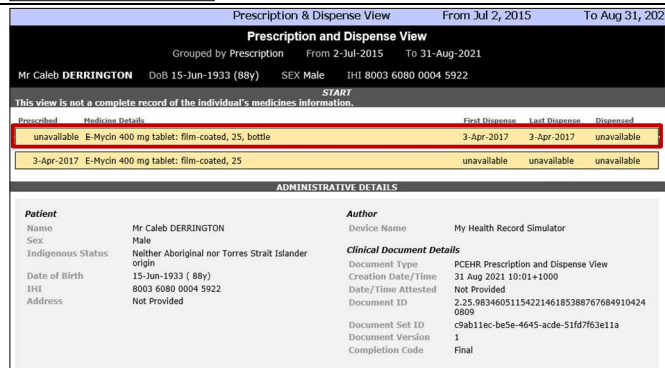 Prescription & Dispense View From Jul 2, 2015 To Aug 31, 202
Prescription and Dispense View
Grouped by Prescription From 2-Jul-2015 To 31-Aug-2021
Mr Caleb DERRINGTON DoB 15-Jun-1933 (88y) SEX Male IHI 8003 6080 0004 5922
START
This view is not a complete record of the individual's medicines information.
Prescribed Medicine Details First Dispense Last Dispense Dispensed
unavailable E-Mycin 400 mg tablet: film-coated, 25, bottle 3-Apr-2017 3-Apr-2017 unavailable
3-Apr-2017 E-Mycin 400 mg tablet: film-coated, 25 unavailable unavailable unavailable
ADMINISTRATIVE DETAILS
Patient
Name Mr Caleb DERRINGTON
Sex Male
Indigenous Status Neither Aboriginal nor Torres Strait Islander
origin
Date of Birth 15-Jun-1933 ( 88y)
IHI 8003 6080 0004 5922
Address Not Provided
Author
Device Name My Health Record Simulator
Clinical Document Details
Document Type PCEHR Prescription and Dispense View
Creation Date/Time 31 Aug 2021 10:01+1000
Date/Time Attested Not Provided
Document ID 2.25.983460511542214618538876768491 0424
0809
Document Set ID c9ab11ec-be5e-4645-acde-51fd7f63e11a
Document Version 1
Completion Code Final